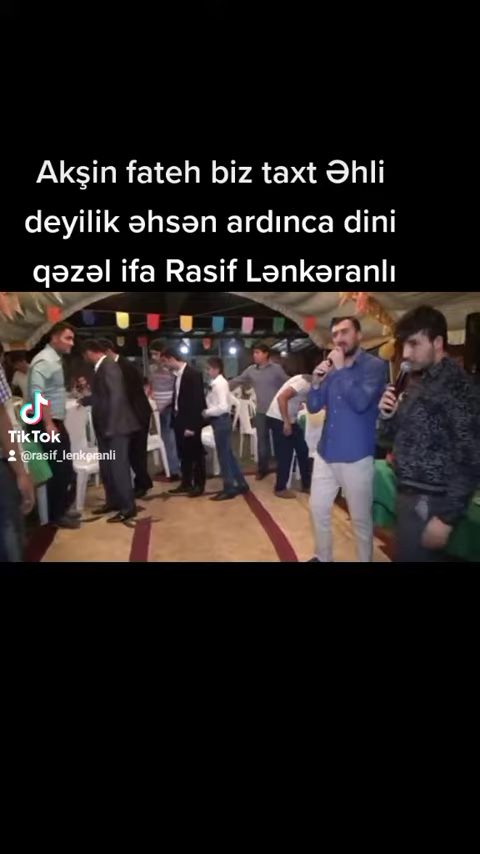 Akşin fateh biz taxt Əhli
deyilik əhsən ardınca dini
qəzəl ifa Rasif Lənkəranlı
TikTok
@rasif_lenkeranli